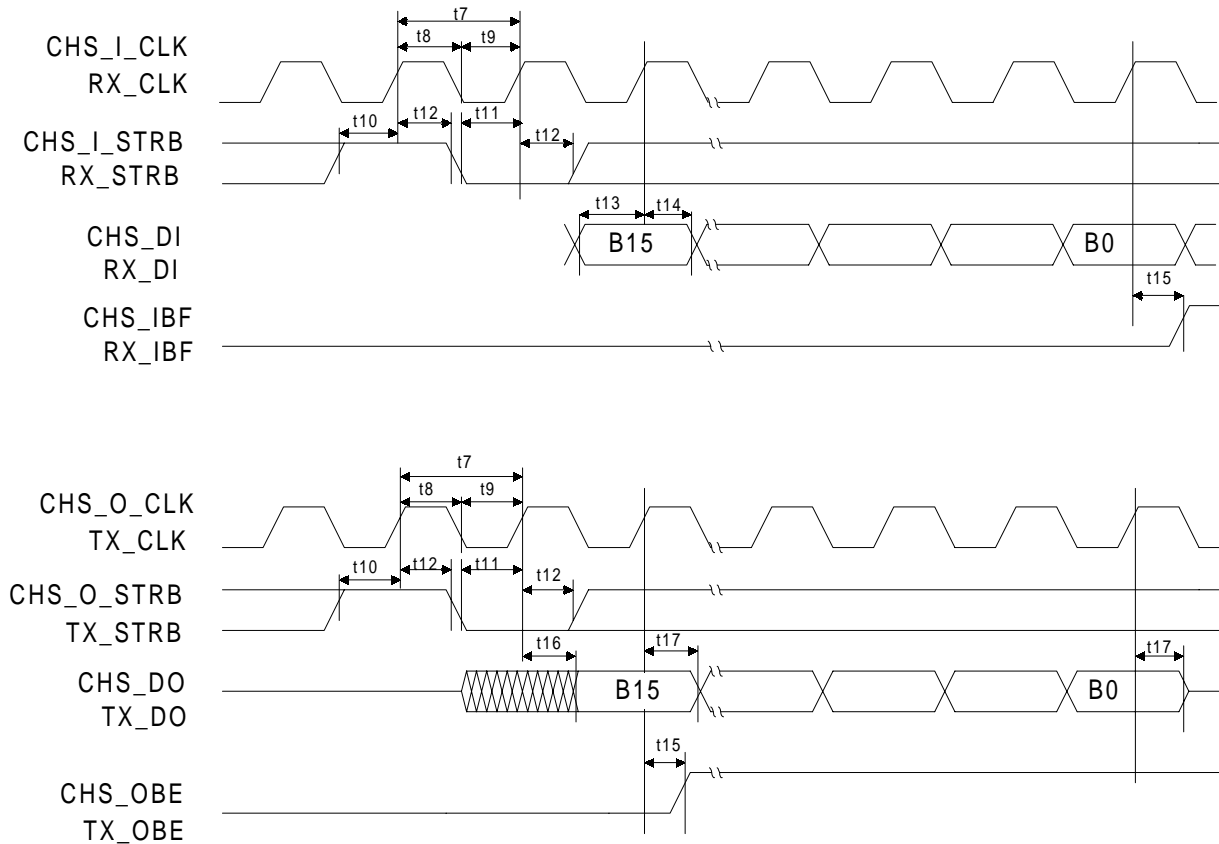 t7
t8 t9
CHS_I_CLK
RX_CLK
t10 t12 t11 t12
CHS_I_STRB
RX_STRB
t13 t14
CHS_DI B15 B0
RX_DI
t15
CHS_IBF
RX_IBF
t7
t8 t9
CHS_O_CLK
TX_CLK
t10 t12 t11 t12
CHS_O_STRB
TX_STRB
t16 t17 t17
CHS_DO B15 B0
TX_DO
t15
CHS_OBE
TX_OBE